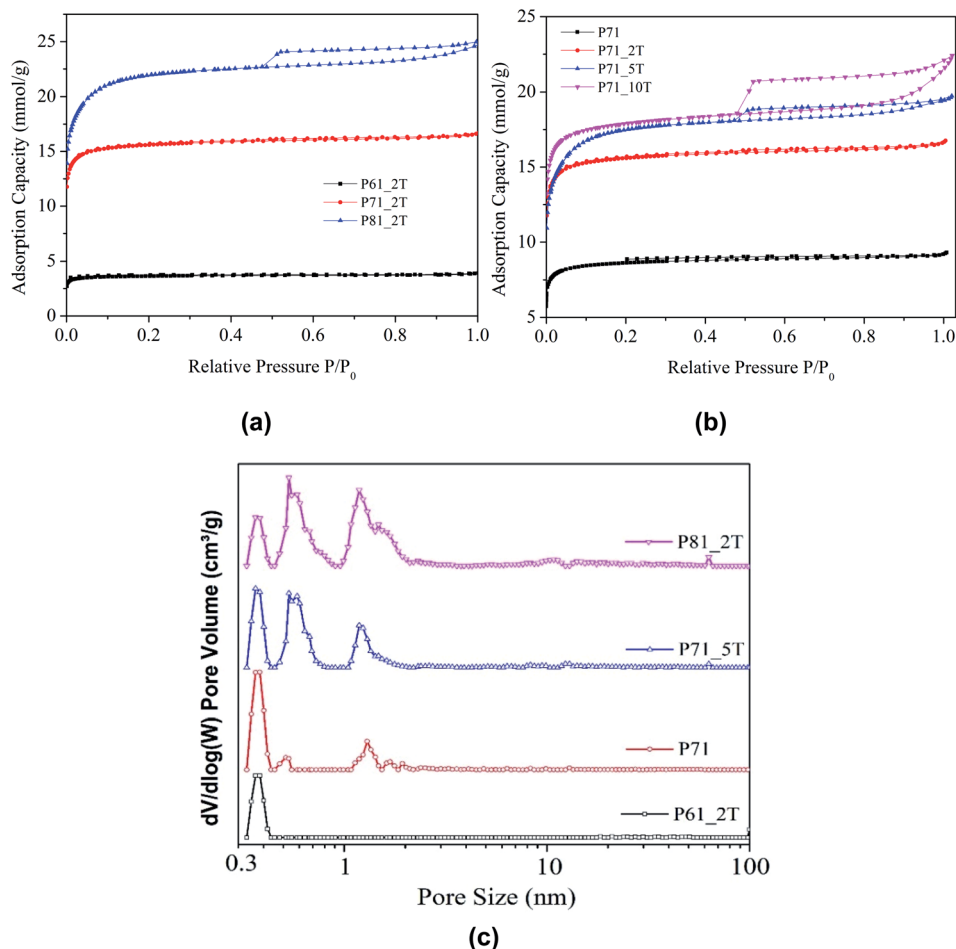 25
20
15
10
5
0
Adsorption Capacity (mmol/g)
P61_2T
P71_2T
P81_2T
0.0 0.2 0.4 0.6 0.8 1.0
Relative Pressure P/P0
(a)
25
20
15
10
5
Adsorption Capacity (mmol/g)
P71
P71_2T
P71_5T
P71_10T
0.0 0.2 0.4 0.6 0.8 1.0
Relative Pressure P/P0
(b)
dV/dlog(W) Pore Volume (cm³/g)
P81_2T
P71_5T
P71
P61_2T
0.3 1 10 100
Pore Size (nm)
(c)